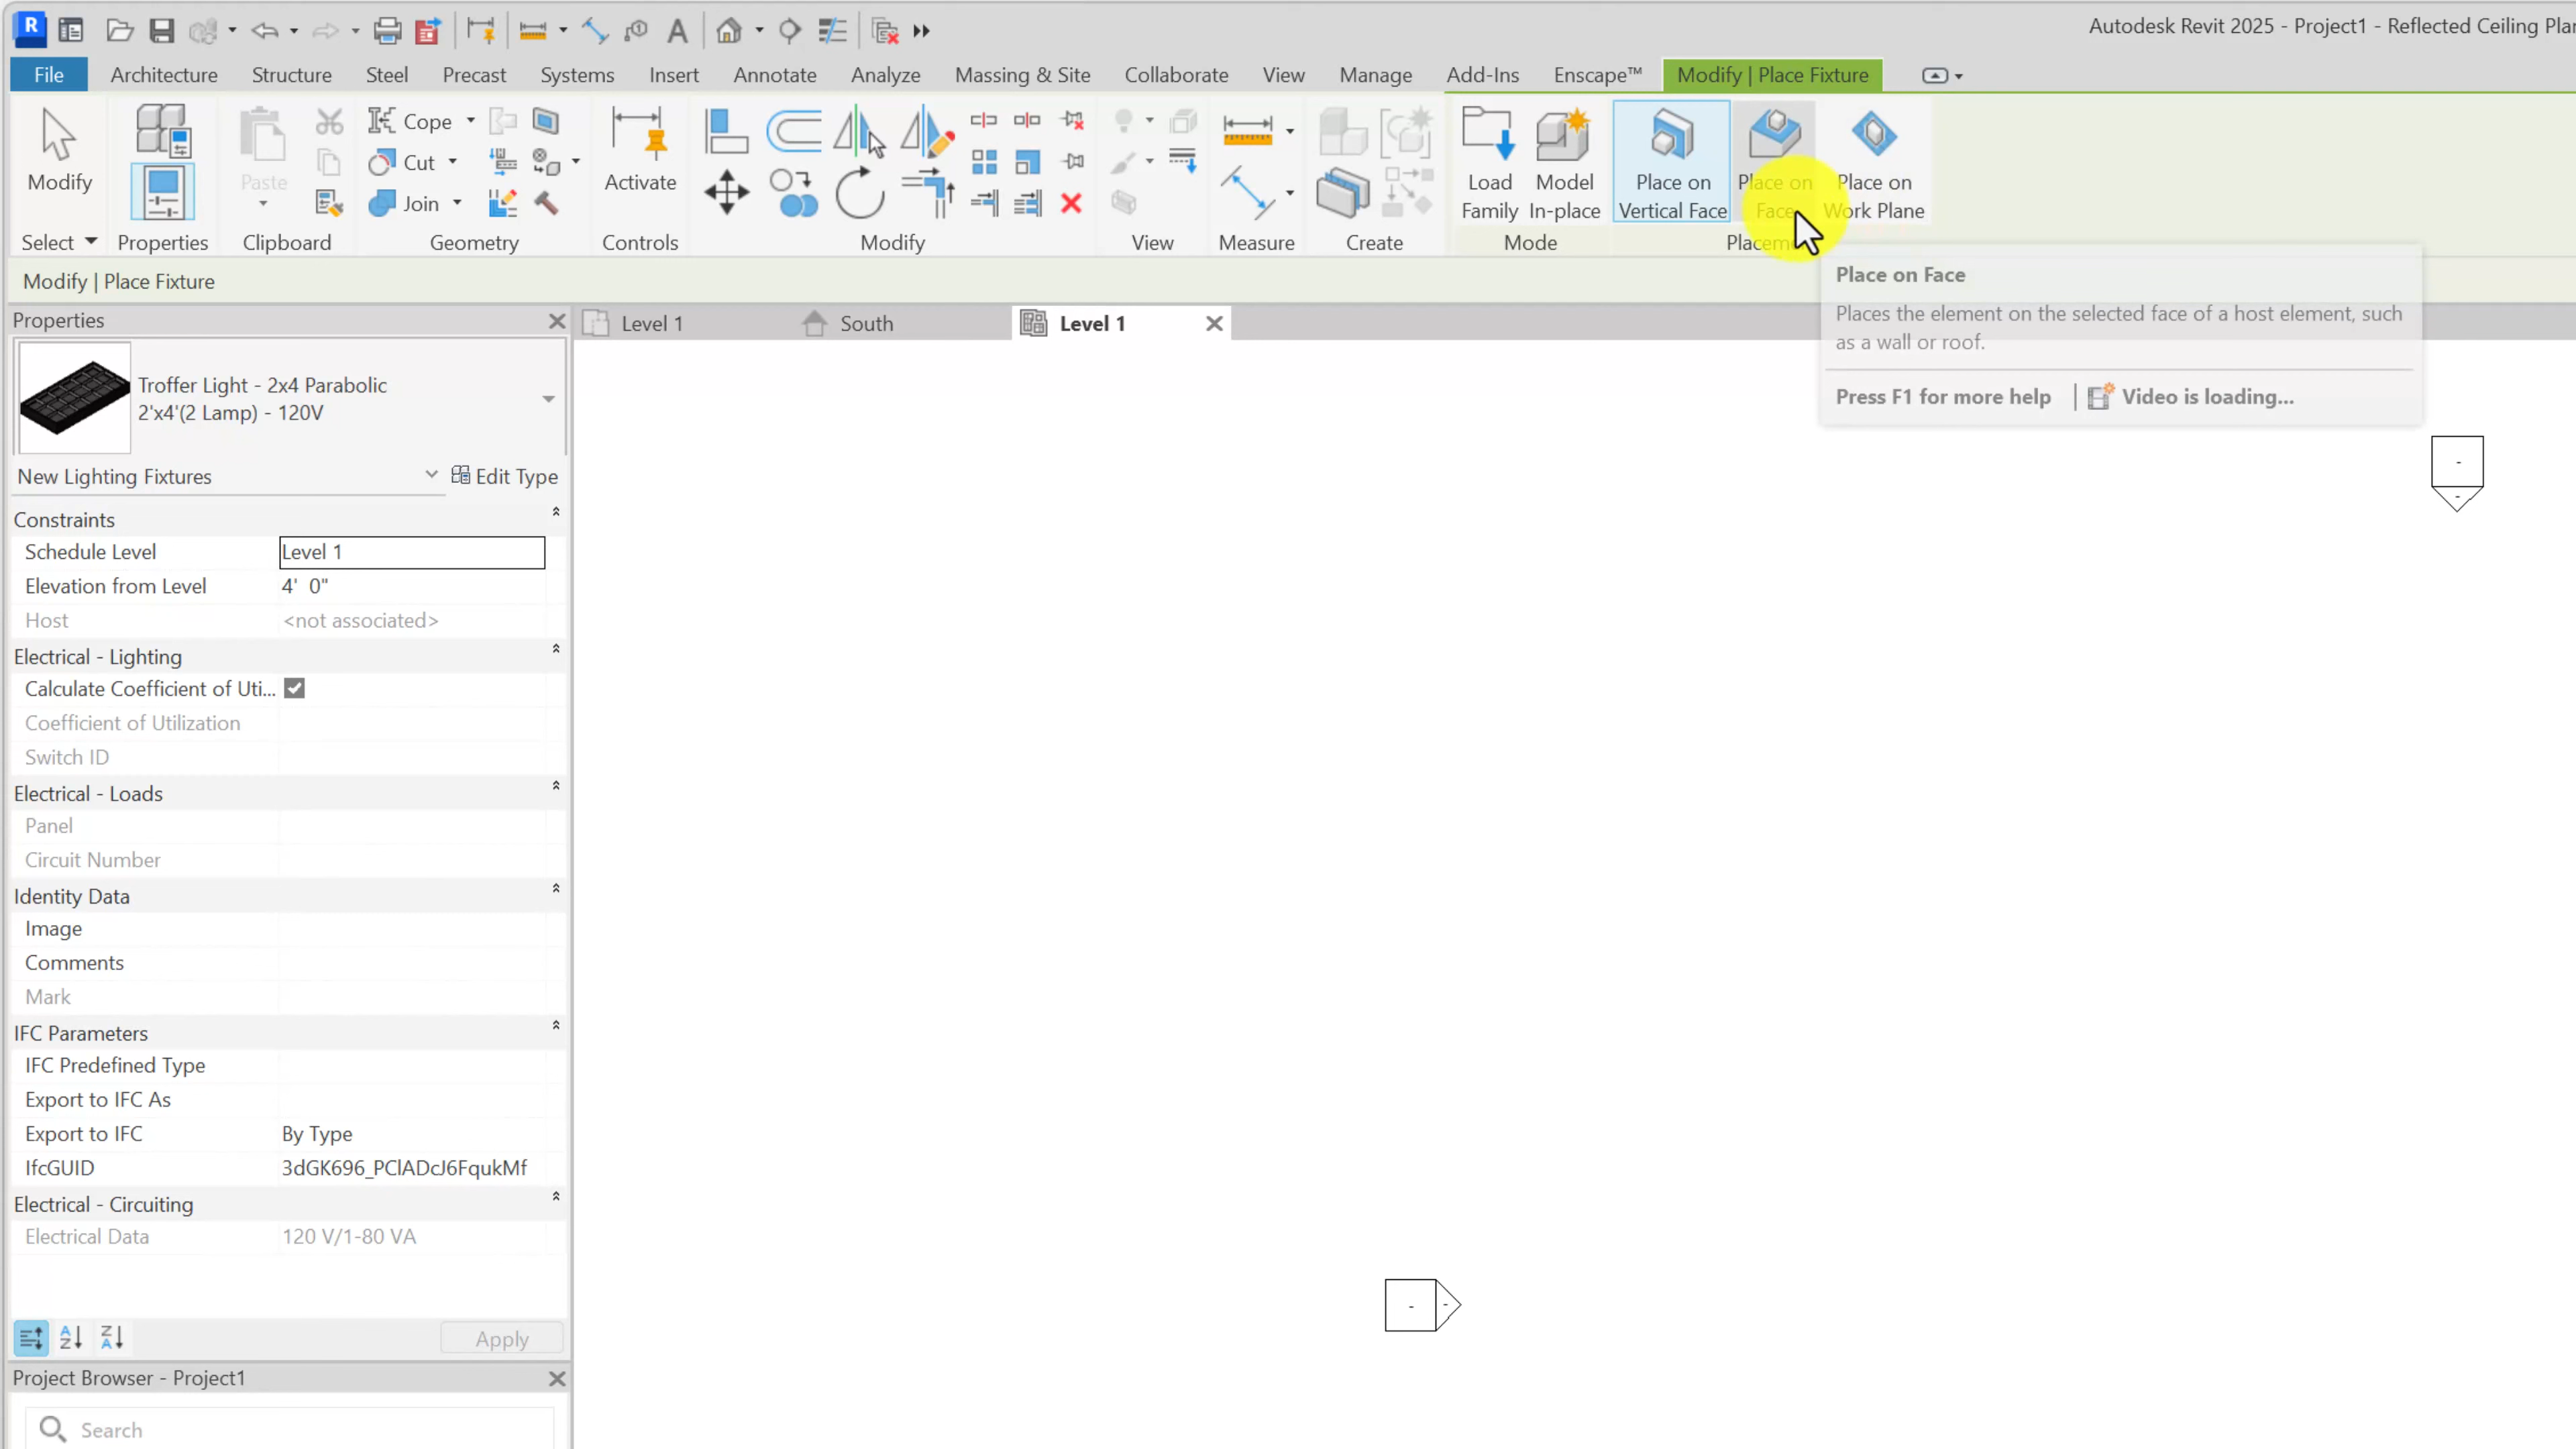 R
Autodesk Revit 2025 - Project1 - Reflected Ceiling Plan
File Architecture Structure Steel Precast Systems Insert Annotate Analyze Massing & Site Collaborate View Manage Add-Ins Enscape™ Modify | Place Fixture
Modify
Paste
Cope
Cut
Join
Activate
Load
Family
Model
In-place
Place on
Vertical Face
Place on
Face
Place on
Work Plane
Select Properties Clipboard Geometry Controls Modify View Measure Create Mode Placem
Modify | Place Fixture
Place on Face
Places the element on the selected face of a host element, such
as a wall or roof.
Press F1 for more help
Video is loading...
Properties
Level 1
South
Level 1
Troffer Light - 2x4 Parabolic
2'x4'(2 Lamp) - 120V
New Lighting Fixtures
Edit Type
Constraints
Schedule Level Level 1
Elevation from Level 4' 0"
Host <not associated>
Electrical - Lighting
Calculate Coefficient of Uti...
Coefficient of Utilization
Switch ID
Electrical - Loads
Panel
Circuit Number
Identity Data
Image
Comments
Mark
IFC Parameters
IFC Predefined Type
Export to IFC As
Export to IFC By Type
IfcGUID 3dGK696_PClADcJ6FqukMf
Electrical - Circuiting
Electrical Data 120 V/1-80 VA
Apply
Project Browser - Project1
Search